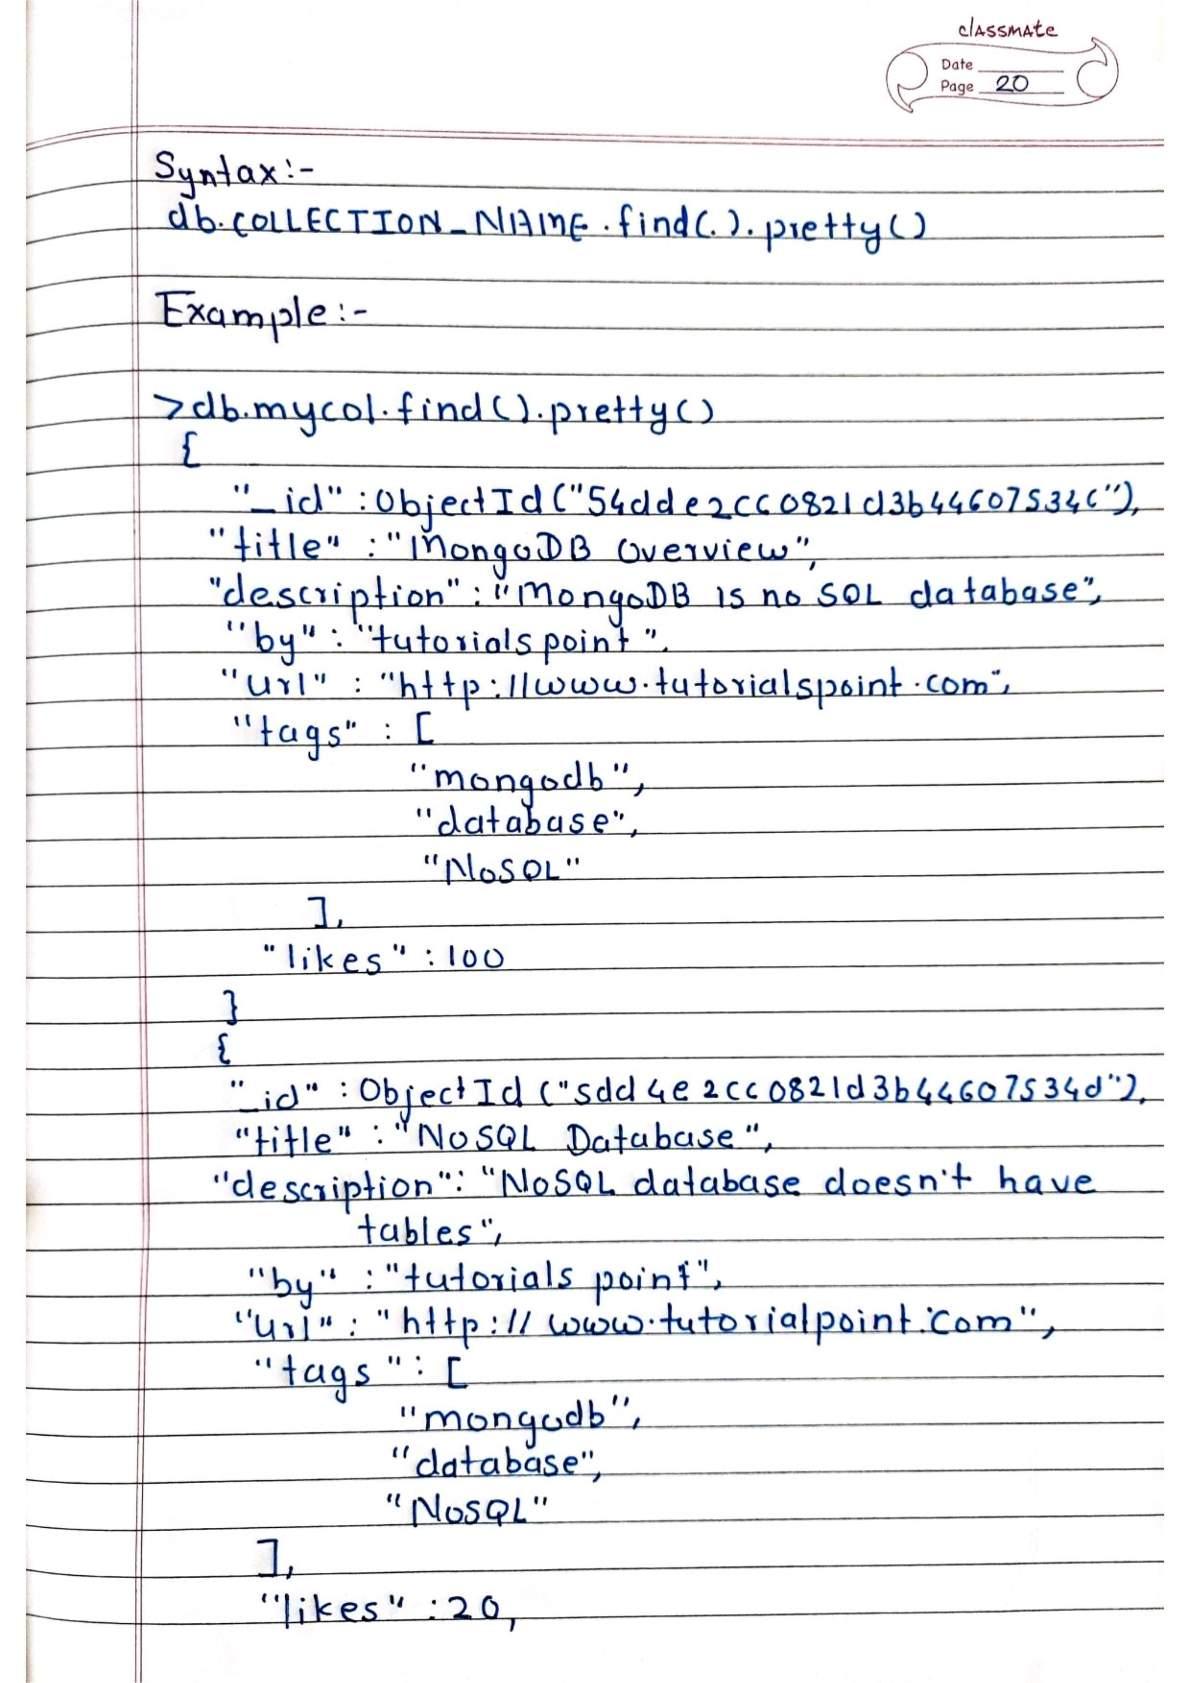 classmate
Date
Page 20
Syntax:-
db.COLLECTION_NAME.find().pretty()
Example:-
>db.mycol.find().pretty()
{
"_id" : ObjectId("54dde2cc0821d3b44607534c"),
"title" : "MongoDB Overview",
"description" : "MongoDB is no SQL database",
"by" : "tutorials point",
"url" : "http://www.tutorialspoint.com",
"tags" : [
"mongodb",
"database",
"NoSQL"
],
"likes" : 100
}
{
"_id" : ObjectId ("5dd4e2cc0821d3b44607534d"),
"title" : "NoSQL Database",
"description" : "NoSQL database doesn't have
tables",
"by" : "tutorials point",
"url" : "http://www.tutorialpoint.com",
"tags" : [
"mongodb",
"database",
"NoSQL"
],
"likes" : 20,